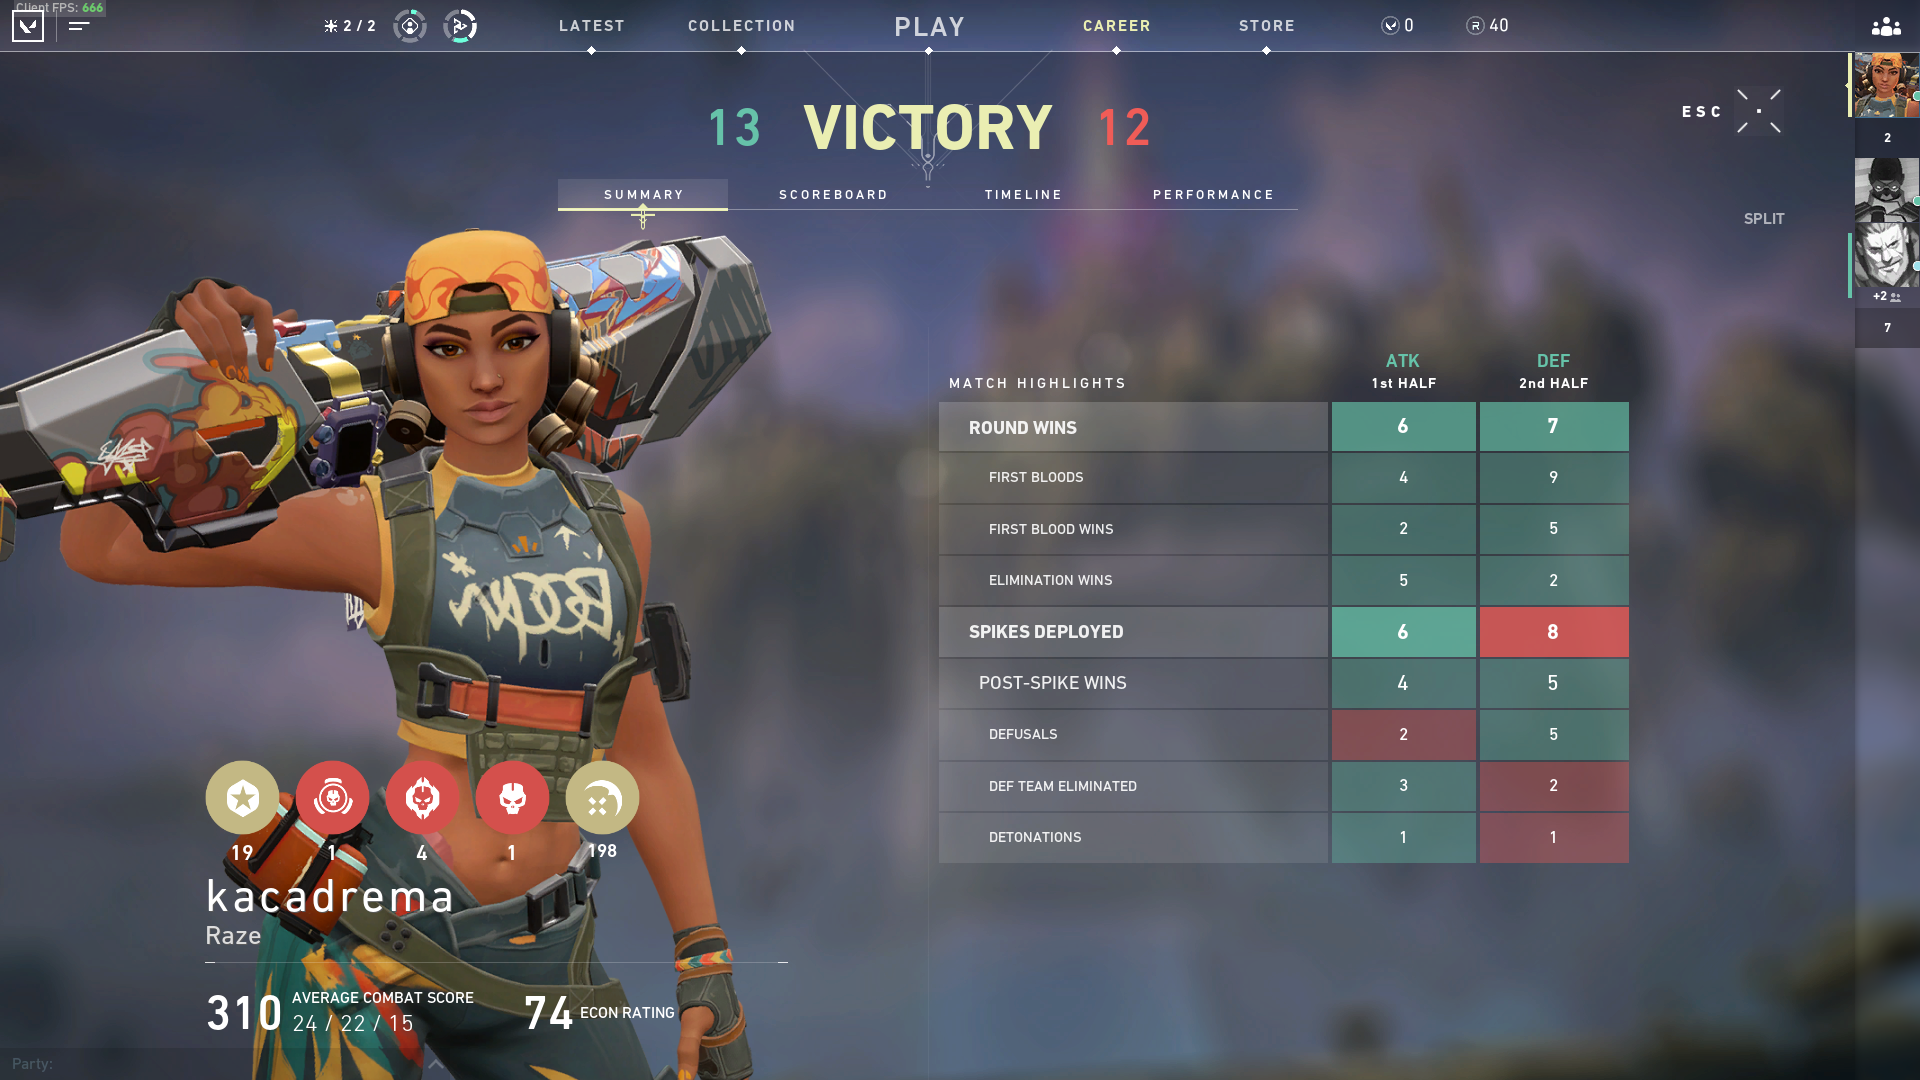 Client FPS: 666
2 / 2
LATEST
COLLECTION
PLAY
CAREER
STORE
0
R 40
13 VICTORY 12
ESC
SUMMARY
SCOREBOARD
TIMELINE
PERFORMANCE
SPLIT
2
+2
7
MATCH HIGHLIGHTS
ATK
1st HALF
DEF
2nd HALF
ROUND WINS 6 7
FIRST BLOODS 4 9
FIRST BLOOD WINS 2 5
ELIMINATION WINS 5 2
SPIKES DEPLOYED 6 8
POST-SPIKE WINS 4 5
DEFUSALS 2 5
DEF TEAM ELIMINATED 3 2
DETONATIONS 1 1
19 1 4 1 198
kacadrema
Raze
310 AVERAGE COMBAT SCORE
24 / 22 / 15
74 ECON RATING
Party: